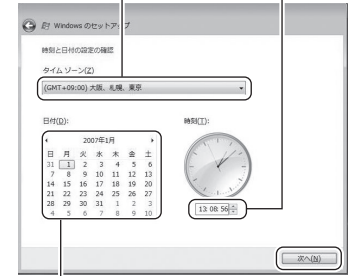 Windows のセットアップ
時刻と日付の設定の確認
タイム ゾーン(Z)
(GMT+09:00) 大阪、札幌、東京
日付(D):
時刻(T):
2007年1月
日 月 火 水 木 金 土
31 1 2 3 4 5 6
7 8 9 10 11 12 13
14 15 16 17 18 19 20
21 22 23 24 25 26 27
28 29 30 31 1 2 3
4 5 6 7 8 9 10
13:08:56
次へ(N)